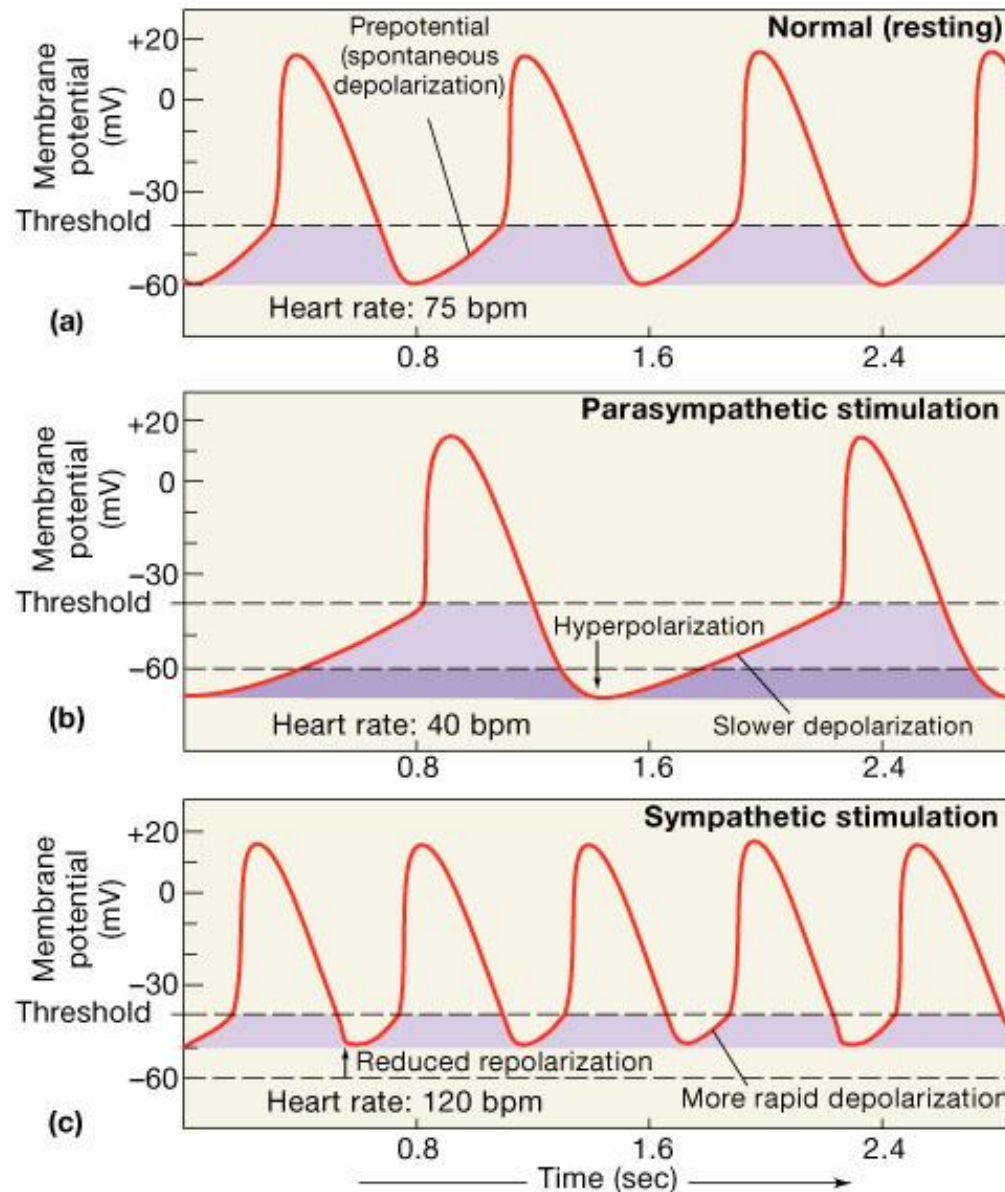 Normal (resting)
Prepotential
(spontaneous
depolarization)
Membrane
potential
(mV)
+20
0
−30
Threshold
−60
Heart rate: 75 bpm
(a)
0.8 1.6 2.4
Parasympathetic stimulation
Membrane
potential
(mV)
+20
0
−30
Threshold
Hyperpolarization
−60
Slower depolarization
Heart rate: 40 bpm
(b)
0.8 1.6 2.4
Sympathetic stimulation
Membrane
potential
(mV)
+20
0
−30
Threshold
Reduced repolarization
−60
More rapid depolarization
Heart rate: 120 bpm
(c)
0.8 1.6 2.4
Time (sec)